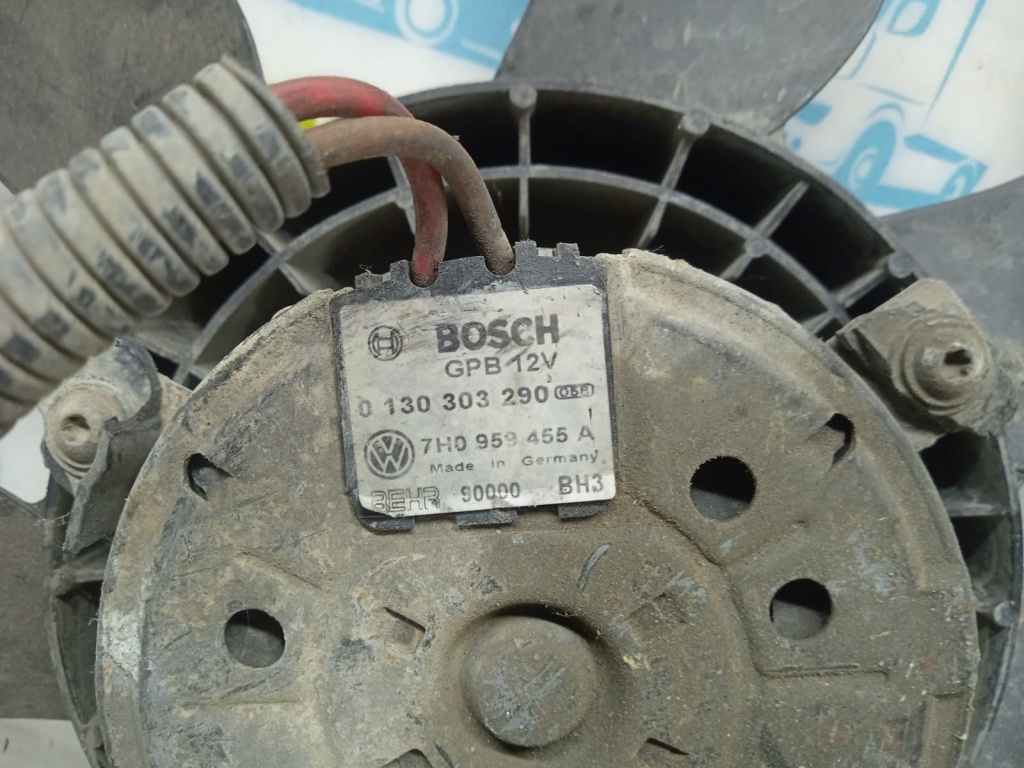 BOSCH
GPB 12V
0 130 303 290
7H0 959 455 A
Made in Germany
BEHR 90000 BH3